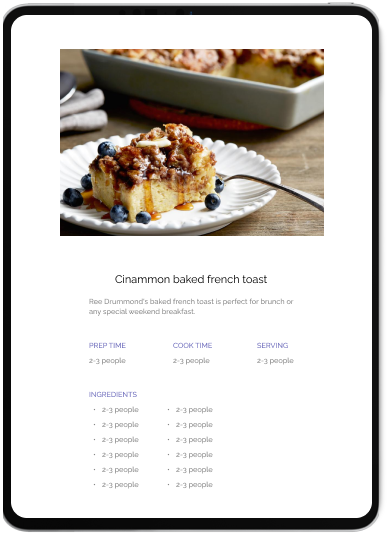 Cinammon baked french toast
Ree Drummond's baked french toast is perfect for brunch or
any special weekend breakfast.
PREP TIME COOK TIME SERVING
2-3 people 2-3 people 2-3 people
INGREDIENTS
• 2-3 people • 2-3 people
• 2-3 people • 2-3 people
• 2-3 people • 2-3 people
• 2-3 people • 2-3 people
• 2-3 people • 2-3 people
• 2-3 people • 2-3 people